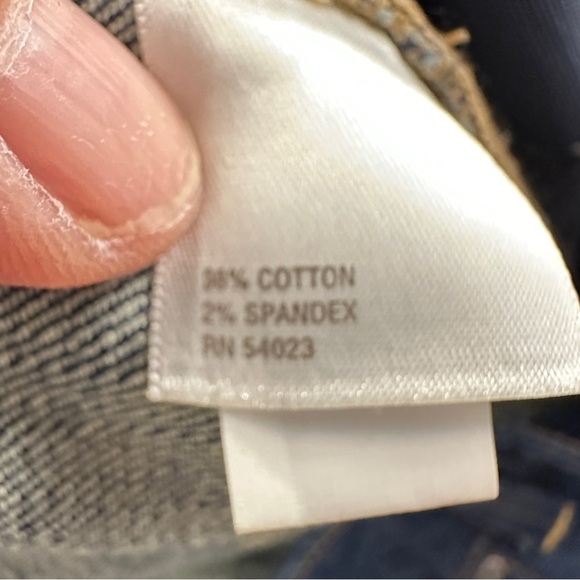 98% COTTON
2% SPANDEX
RN 54023